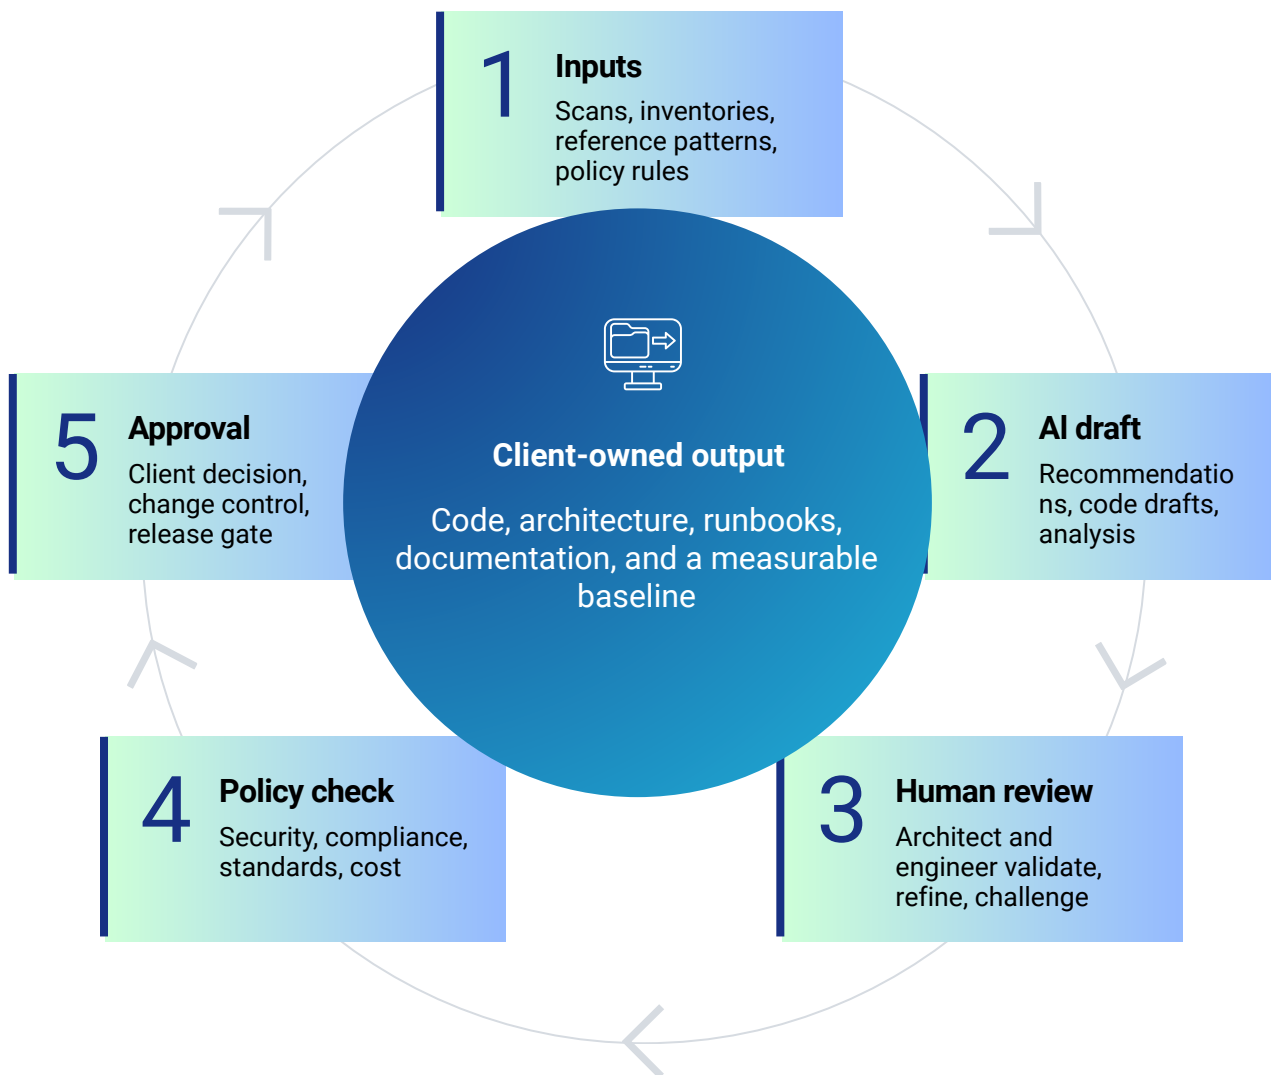 1
Inputs
Scans, inventories,
reference patterns,
policy rules
2
AI draft
Recommendatio
ns, code drafts,
analysis
3
Human review
Architect and
engineer validate,
refine, challenge
4
Policy check
Security, compliance,
standards, cost
5
Approval
Client decision,
change control,
release gate
Client-owned output
Code, architecture, runbooks,
documentation, and a measurable
baseline